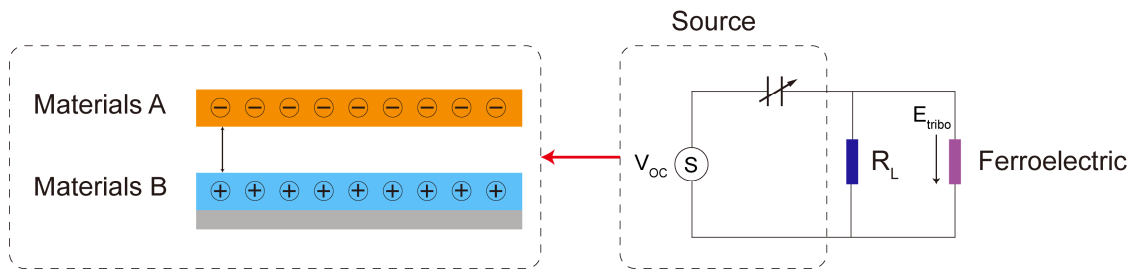 Source
Materials A
Materials B
− − − − − − − − −
+ + + + + + + + +
V_OC
S
R_L
E_tribo
Ferroelectric